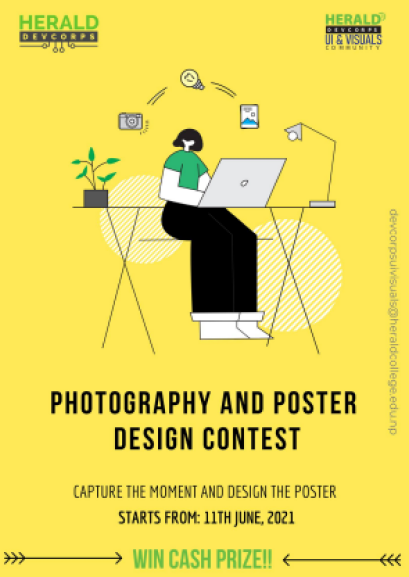 HERALD
DEVCORPS
HERALD
DEVCORPS
UI & VISUALS
COMMUNITY
devcorpsuivisuals@heraldcollege.edu.np
PHOTOGRAPHY AND POSTER
DESIGN CONTEST
CAPTURE THE MOMENT AND DESIGN THE POSTER
STARTS FROM: 11TH JUNE, 2021
WIN CASH PRIZE!!